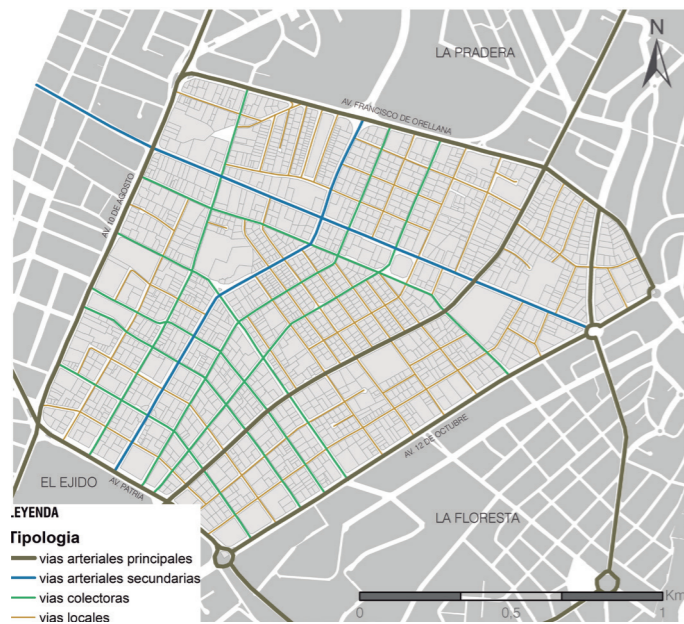 N
LA PRADERA
AV. FRANCISCO DE ORELLANA
AV. 10 DE AGOSTO
AV. 12 DE OCTUBRE
EL EJIDO
AV. PATRIA
LA FLORESTA
LEYENDA
Tipologia
vias arteriales principales
vias arteriales secundarias
vias colectoras
vias locales
Km
0 0,5 1